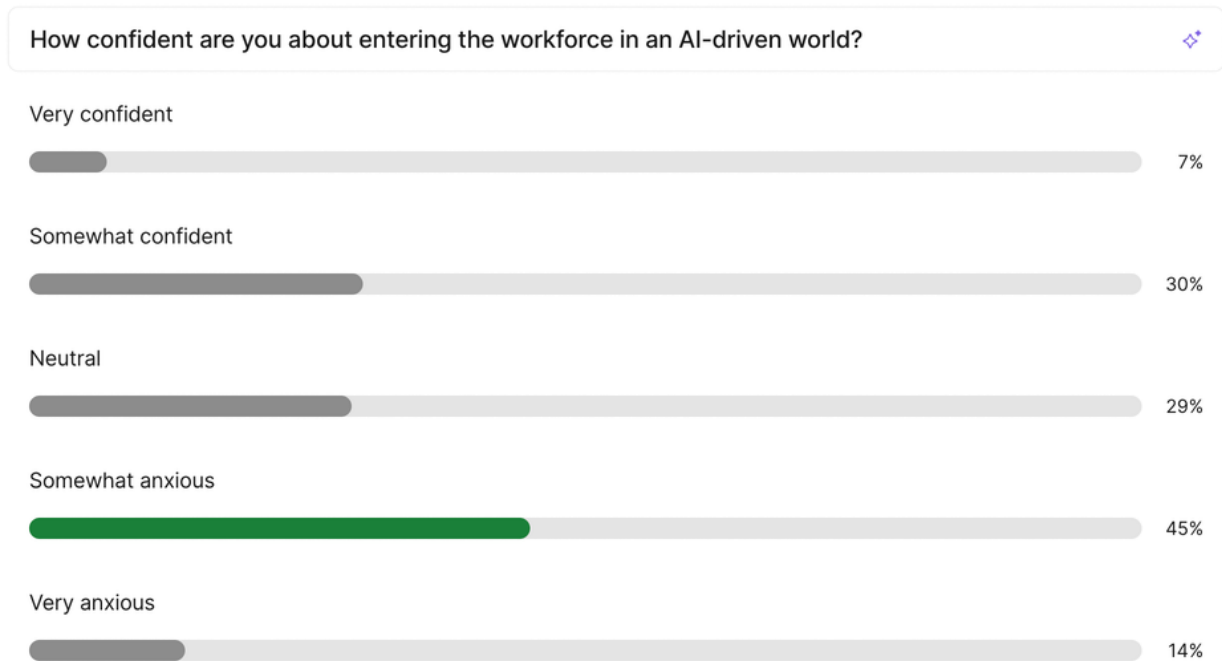 How confident are you about entering the workforce in an AI-driven world?
Very confident
7%
Somewhat confident
30%
Neutral
29%
Somewhat anxious
45%
Very anxious
14%